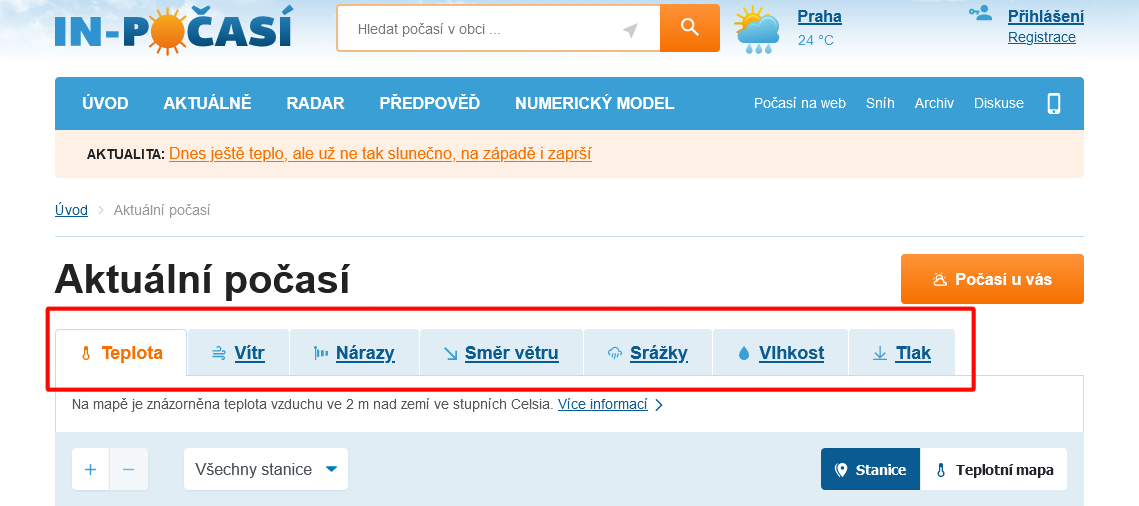 IN-POČASÍ
Hledat počasí v obci ...
Praha
24 °C
Přihlášení
Registrace
ÚVOD AKTUÁLNĚ RADAR PŘEDPOVĚĎ NUMERICKÝ MODEL Počasí na web Sníh Archiv Diskuse
AKTUALITA: Dnes ještě teplo, ale už ne tak slunečno, na západě i zaprší
Úvod > Aktuální počasí
Aktuální počasí
Počasí u vás
Teplota Vítr Nárazy Směr větru Srážky Vlhkost Tlak
Na mapě je znázorněna teplota vzduchu ve 2 m nad zemí ve stupních Celsia. Více informací >
+ − Všechny stanice Stanice Teplotní mapa